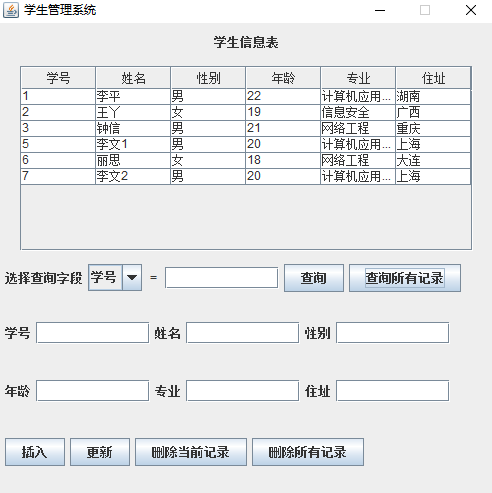 学生管理系统
学生信息表
学号 姓名 性别 年龄 专业 住址
1 李平 男 22 计算机应用... 湖南
2 王丫 女 19 信息安全 广西
3 钟信 男 21 网络工程 重庆
5 李文1 男 20 计算机应用... 上海
6 丽思 女 18 网络工程 大连
7 李文2 男 20 计算机应用... 上海
选择查询字段 学号 = 查询 查询所有记录
学号 姓名 性别
年龄 专业 住址
插入 更新 删除当前记录 删除所有记录